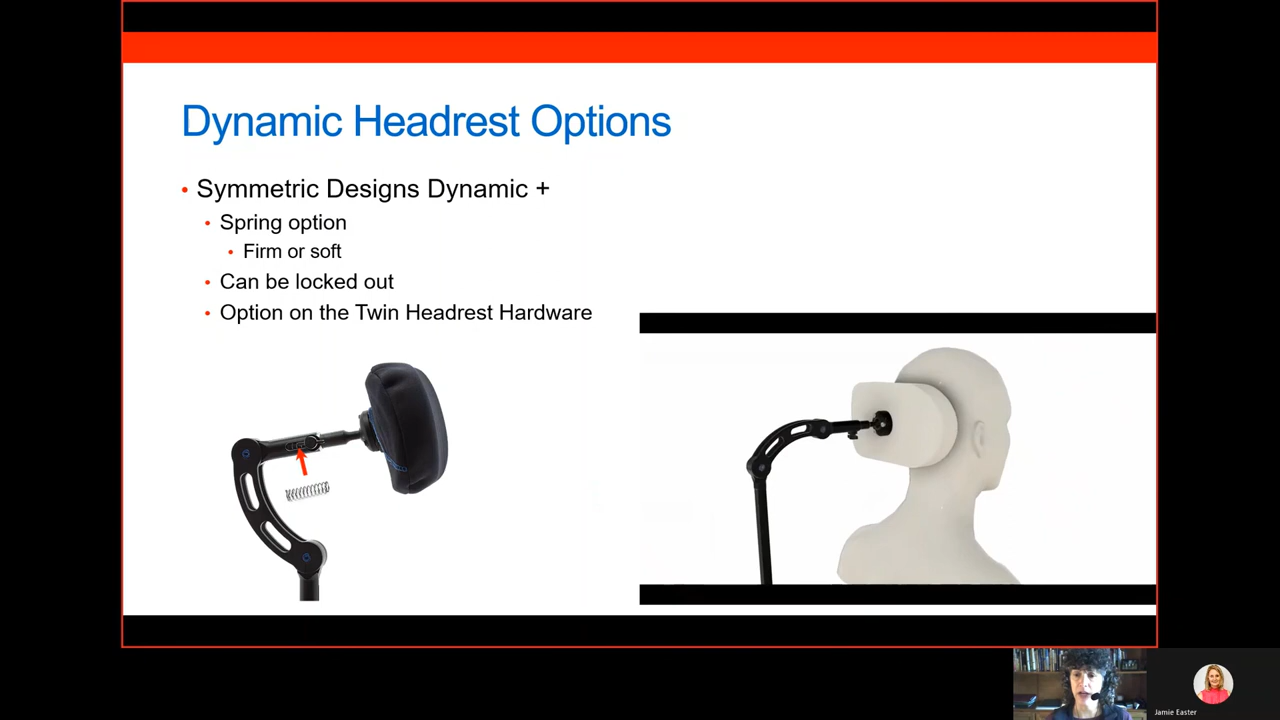 Dynamic Headrest Options
• Symmetric Designs Dynamic +
• Spring option
• Firm or soft
• Can be locked out
• Option on the Twin Headrest Hardware
Jamie Easter